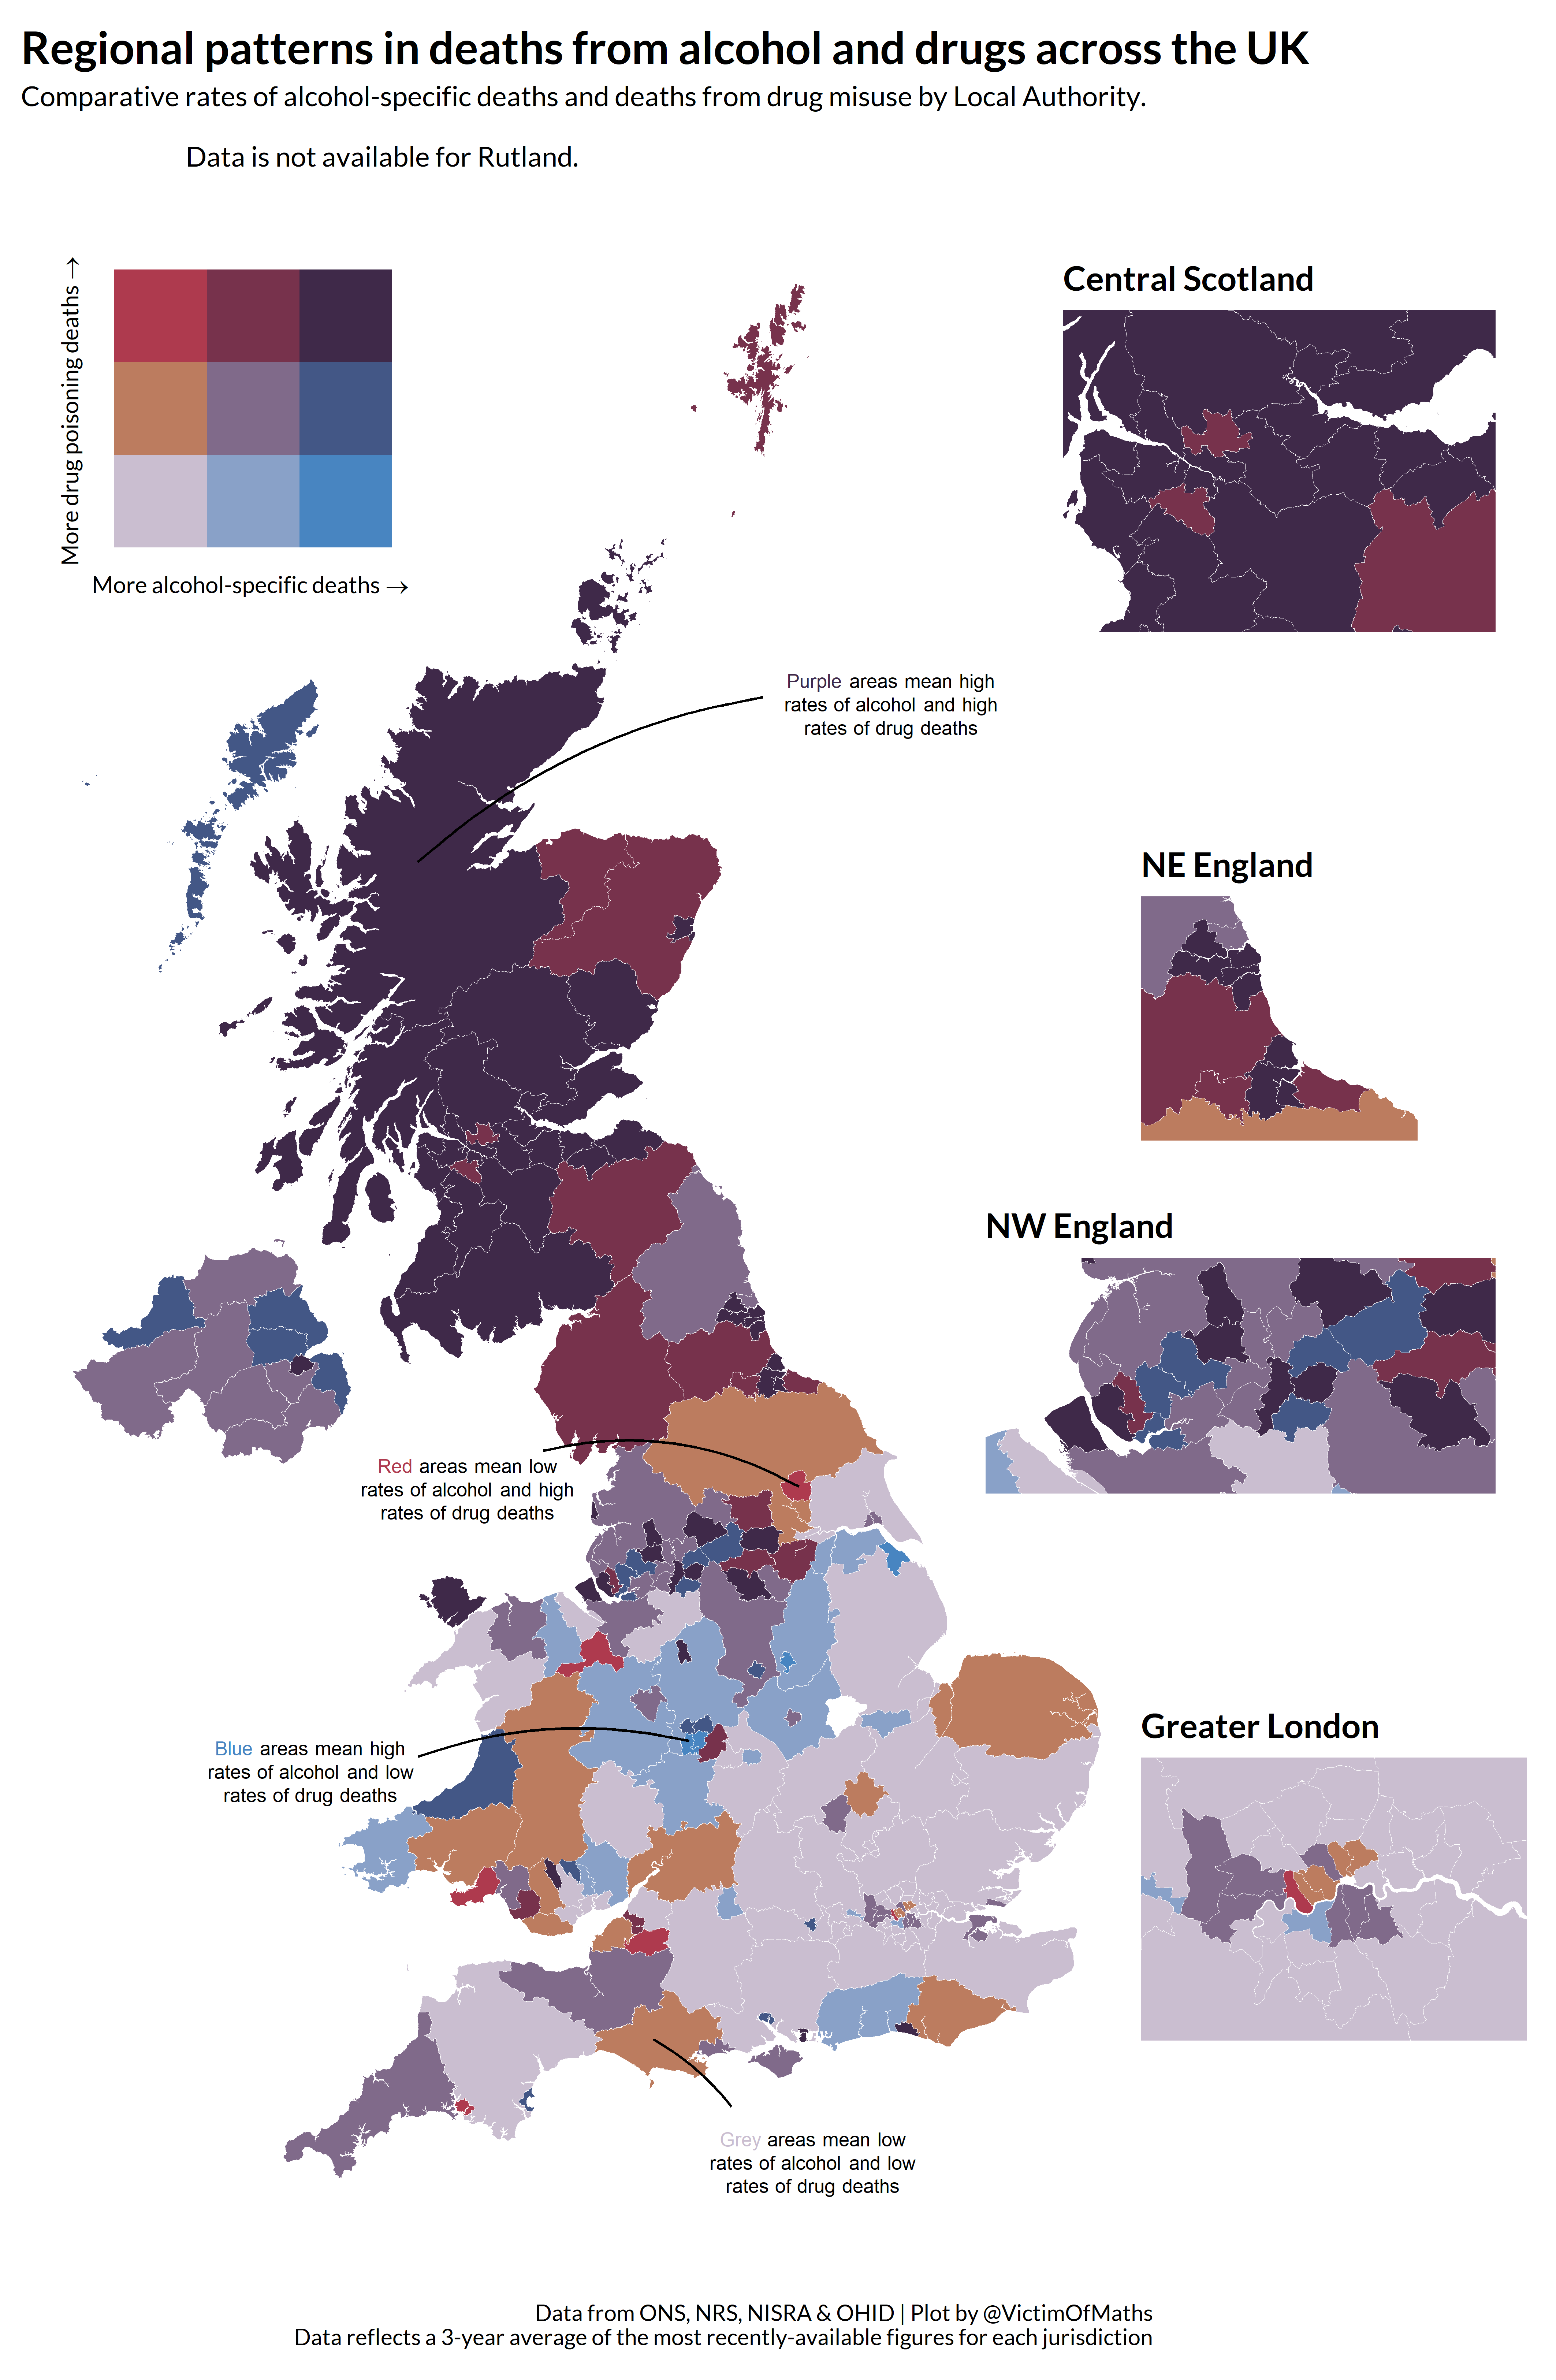 Regional patterns in deaths from alcohol and drugs across the UK
Comparative rates of alcohol-specific deaths and deaths from drug misuse by Local Authority.
Data is not available for Rutland.
More drug poisoning deaths →
More alcohol-specific deaths →
Central Scotland
Purple areas mean high
rates of alcohol and high
rates of drug deaths
NE England
NW England
Red areas mean low
rates of alcohol and high
rates of drug deaths
Greater London
Blue areas mean high
rates of alcohol and low
rates of drug deaths
Grey areas mean low
rates of alcohol and low
rates of drug deaths
Data from ONS, NRS, NISRA & OHID | Plot by @VictimOfMaths
Data reflects a 3-year average of the most recently-available figures for each jurisdiction